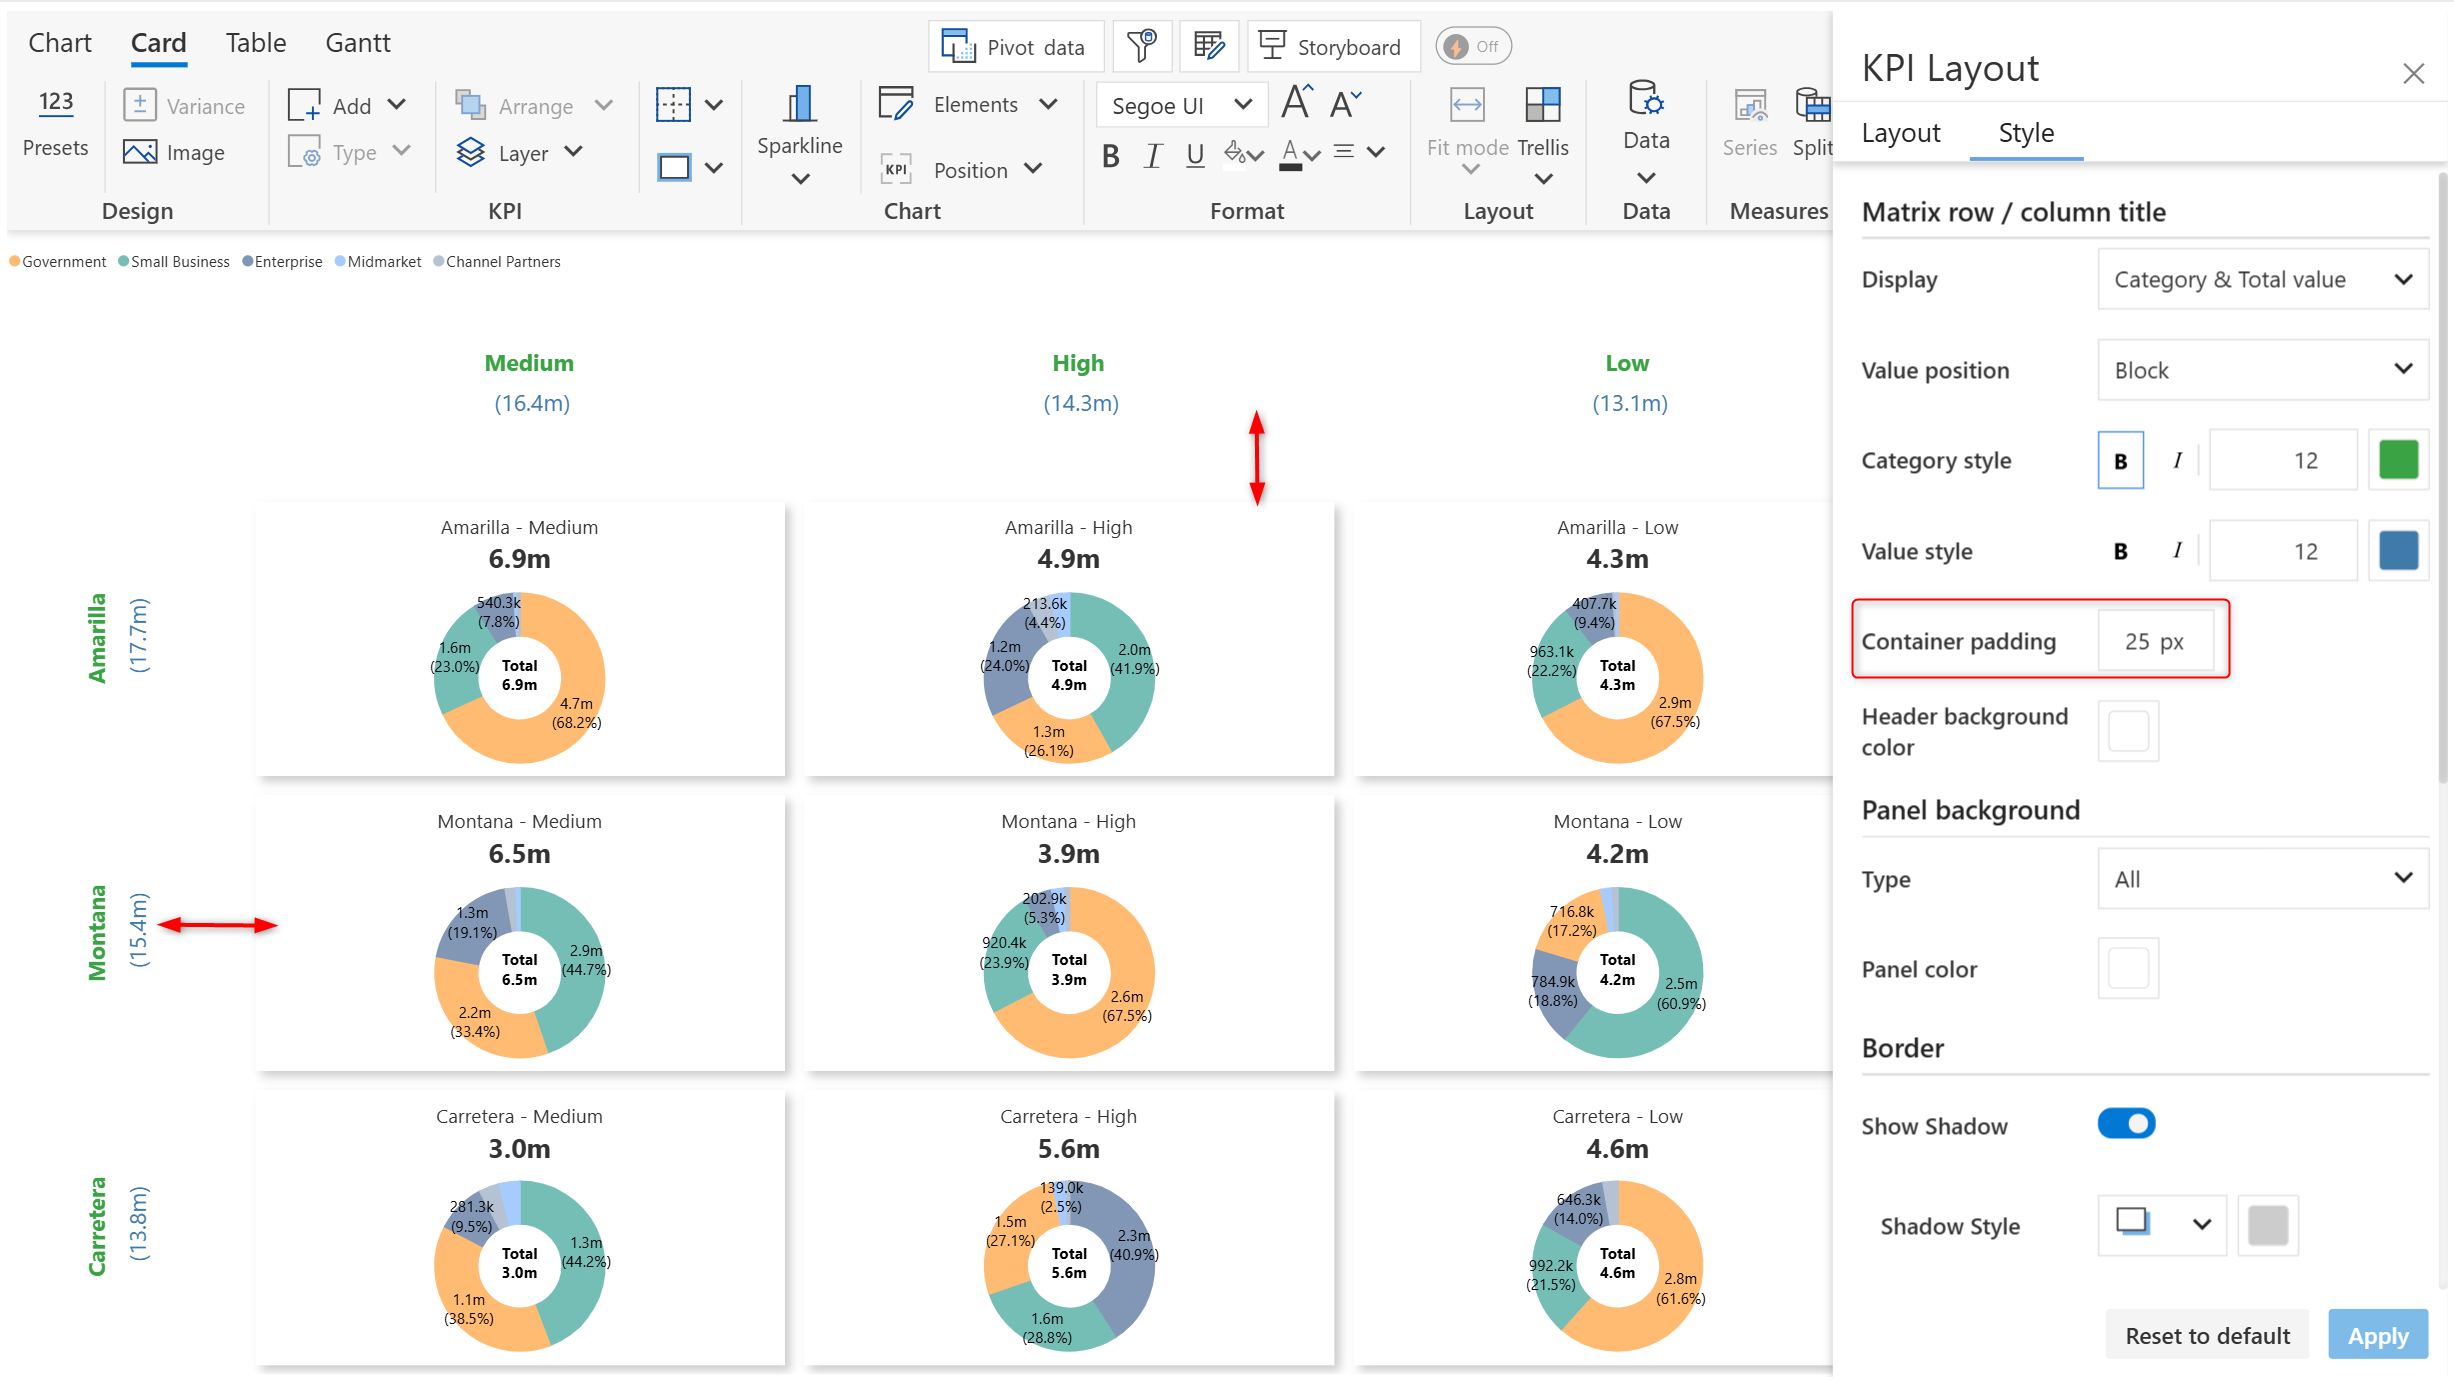 Chart Card Table Gantt
Pivot data Storyboard Off
KPI Layout
Layout Style
123
Presets
± Variance
Image
Design
Add
Type
Arrange
Layer
KPI
Sparkline
Elements
KPI Position
Chart
Segoe UI A A
B I U A
Format
Fit mode Trellis
Layout
Data
Data
Series Split
Measures
Government Small Business Enterprise Midmarket Channel Partners
Medium
(16.4m)
High
(14.3m)
Low
(13.1m)
Amarilla
(17.7m)
Amarilla - Medium
6.9m
540.3k
(7.8%)
1.6m
(23.0%)
Total
6.9m
4.7m
(68.2%)
Amarilla - High
4.9m
213.6k
(4.4%)
1.2m
(24.0%)
Total
4.9m
2.0m
(41.9%)
1.3m
(26.1%)
Amarilla - Low
4.3m
407.7k
(9.4%)
963.1k
(22.2%)
Total
4.3m
2.9m
(67.5%)
Montana
(15.4m)
Montana - Medium
6.5m
1.3m
(19.1%)
Total
6.5m
2.9m
(44.7%)
2.2m
(33.4%)
Montana - High
3.9m
202.9k
(5.3%)
920.4k
(23.9%)
Total
3.9m
2.6m
(67.5%)
Montana - Low
4.2m
716.8k
(17.2%)
784.9k
(18.8%)
Total
4.2m
2.5m
(60.9%)
Carretera
(13.8m)
Carretera - Medium
3.0m
281.3k
(9.5%)
Total
3.0m
1.3m
(44.2%)
1.1m
(38.5%)
Carretera - High
5.6m
139.0k
(2.5%)
1.5m
(27.1%)
Total
5.6m
2.3m
(40.9%)
1.6m
(28.8%)
Carretera - Low
4.6m
646.3k
(14.0%)
992.2k
(21.5%)
Total
4.6m
2.8m
(61.6%)
Matrix row / column title
Display Category & Total value
Value position Block
Category style B I 12
Value style B I 12
Container padding 25 px
Header background
color
Panel background
Type All
Panel color
Border
Show Shadow
Shadow Style
Reset to default Apply